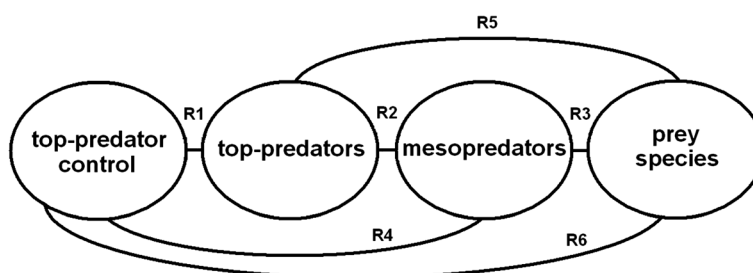 R5
R1
R2
R3
top-predator
control
top-predators
mesopredators
prey
species
R4
R6